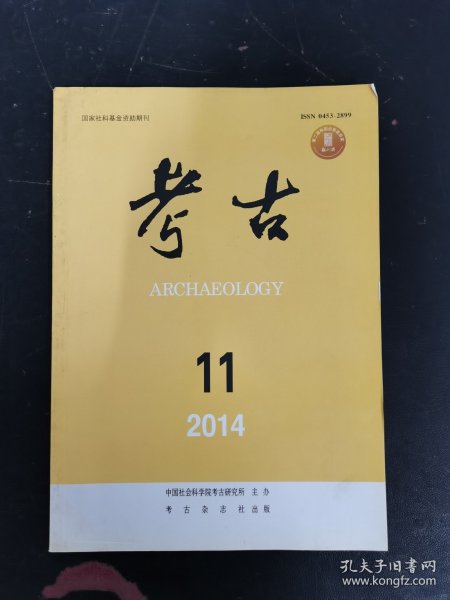 国家社科基金资助期刊
ISSN 0453-2899
考古
ARCHAEOLOGY
11
2014
中国社会科学院考古研究所 主办
考古杂志社出版
孔夫子旧书网
www.kongfz.com